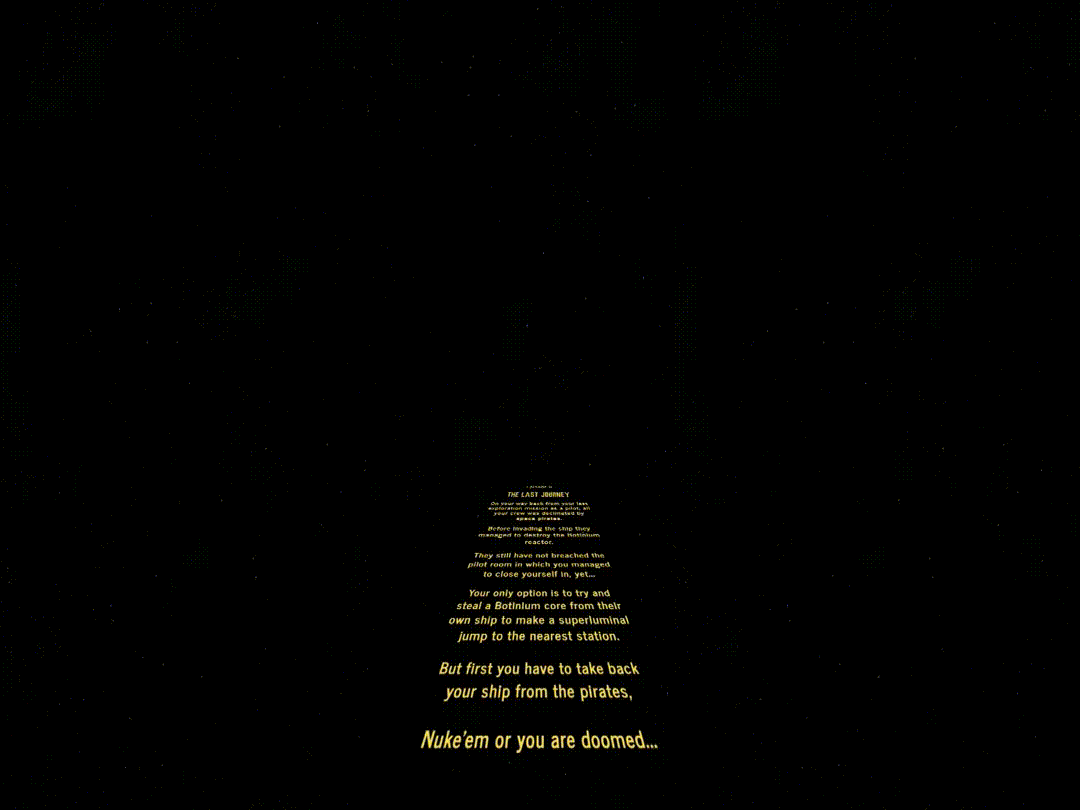 THE LAST JOURNEY
On your way back from your last
exploration mission as a pilot, all
your crew was decimated by
space pirates.
Before invading the ship they
managed to destroy the Botinium
reactor.
They still have not breached the
pilot room in which you managed
to close yourself in, yet...
Your only option is to try and
steal a Botinium core from their
own ship to make a superluminal
jump to the nearest station.
But first you have to take back
your ship from the pirates,
Nuke'em or you are doomed...